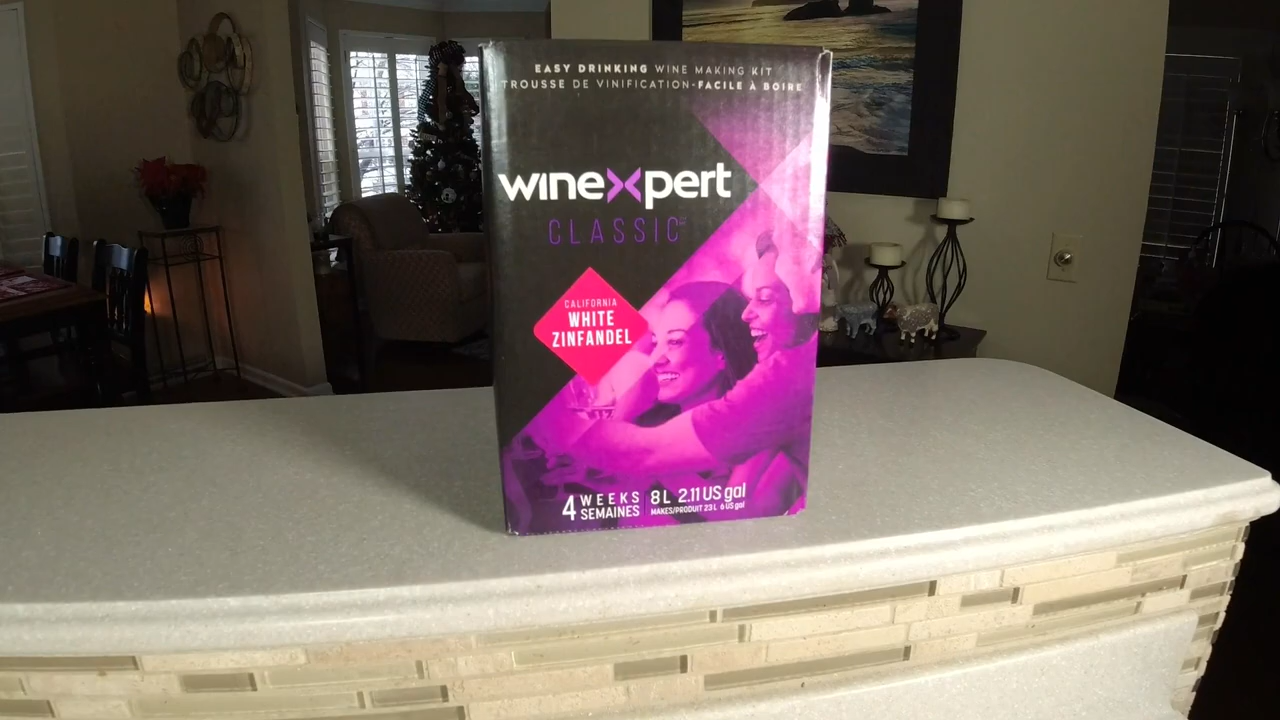 EASY DRINKING WINE MAKING KIT
TROUSSE DE VINIFICATION-FACILE À BOIRE
winexpert
CLASSIC
CALIFORNIA
WHITE
ZINFANDEL
4 WEEKS
SEMAINES
8 L 2.11 US gal
MAKES/PRODUIT 23 L 6 US gal